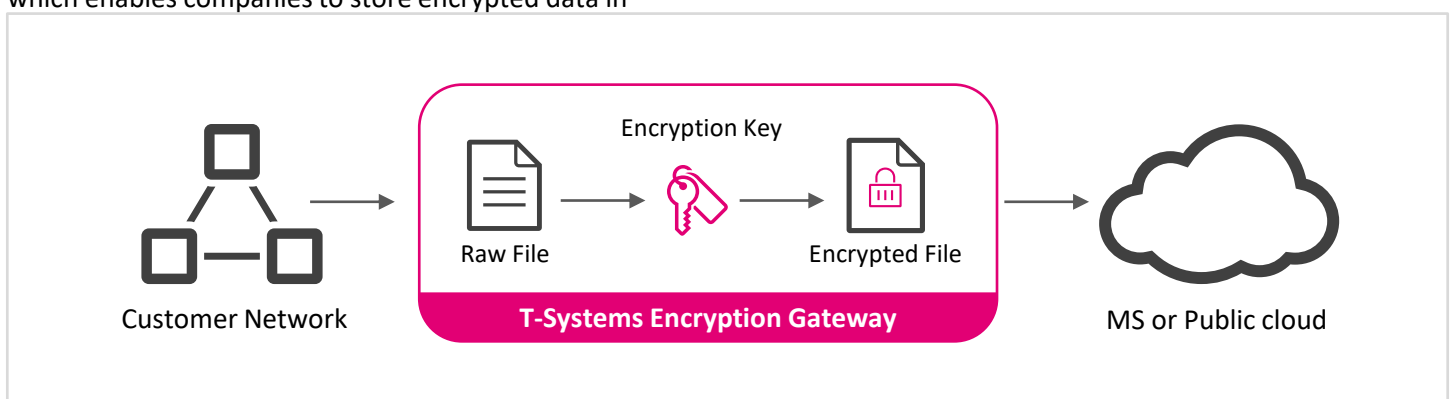 which enables companies to store encrypted data in
Encryption Key
Raw File
Encrypted File
Customer Network
T-Systems Encryption Gateway
MS or Public cloud